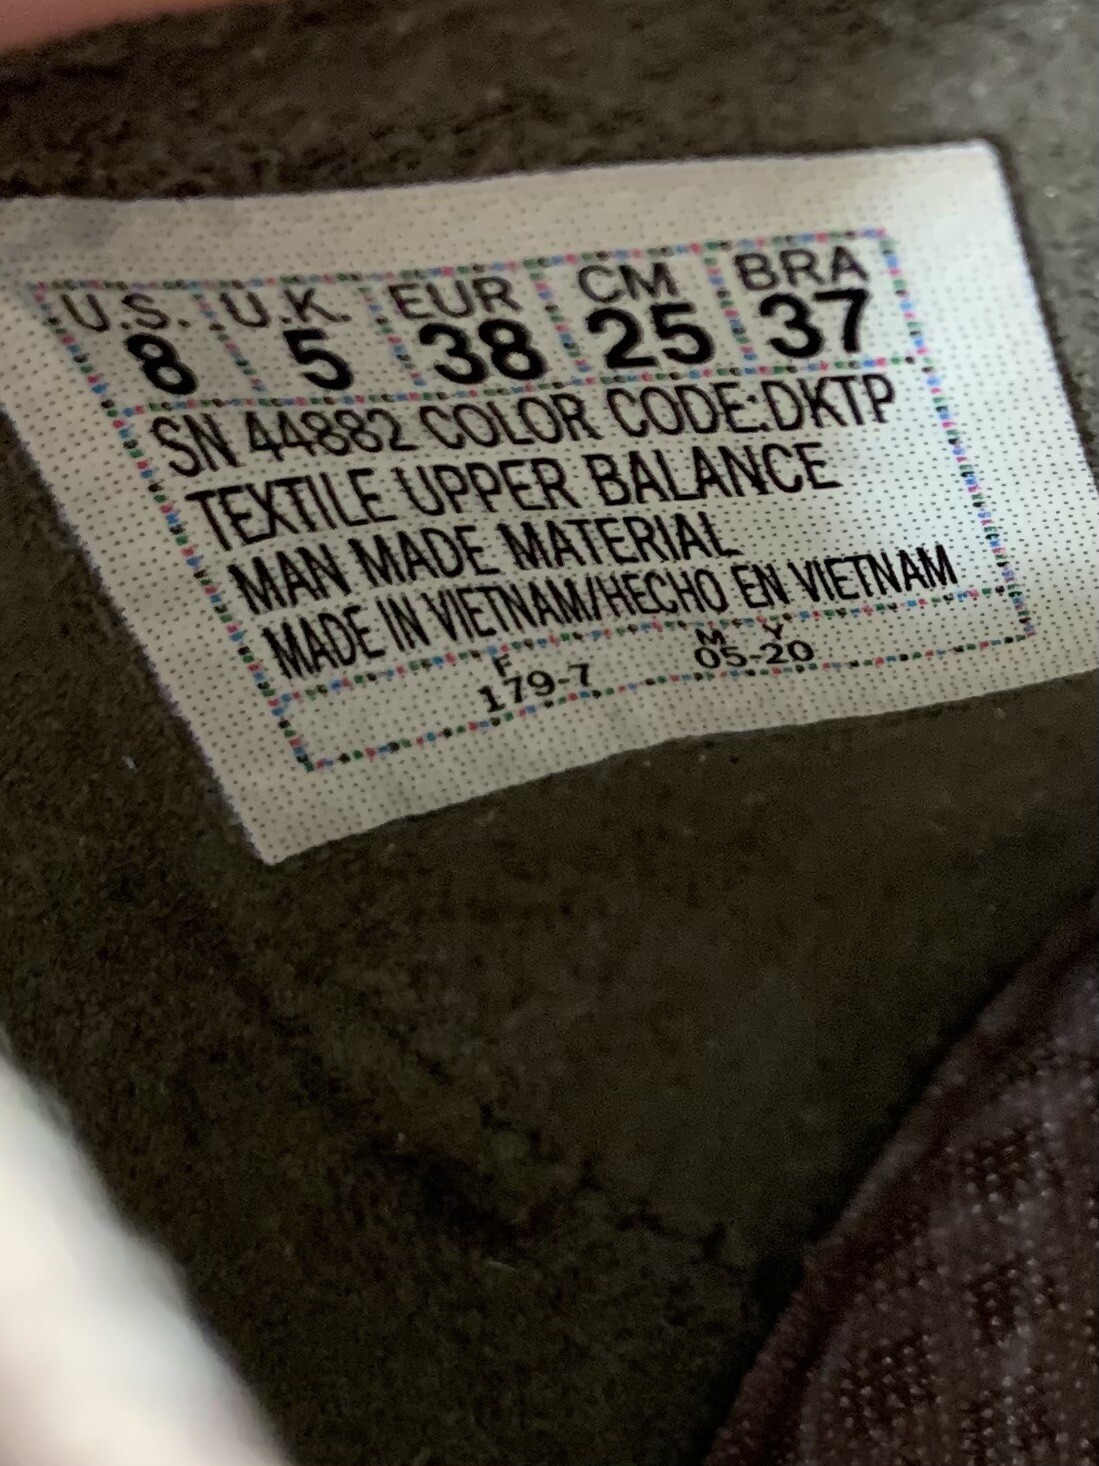 U.S. U.K. EUR CM BRA
8 5 38 25 37
SN 44882 COLOR CODE:DKTP
TEXTILE UPPER BALANCE
MAN MADE MATERIAL
MADE IN VIETNAM/HECHO EN VIETNAM
F M Y
179-7 05-20